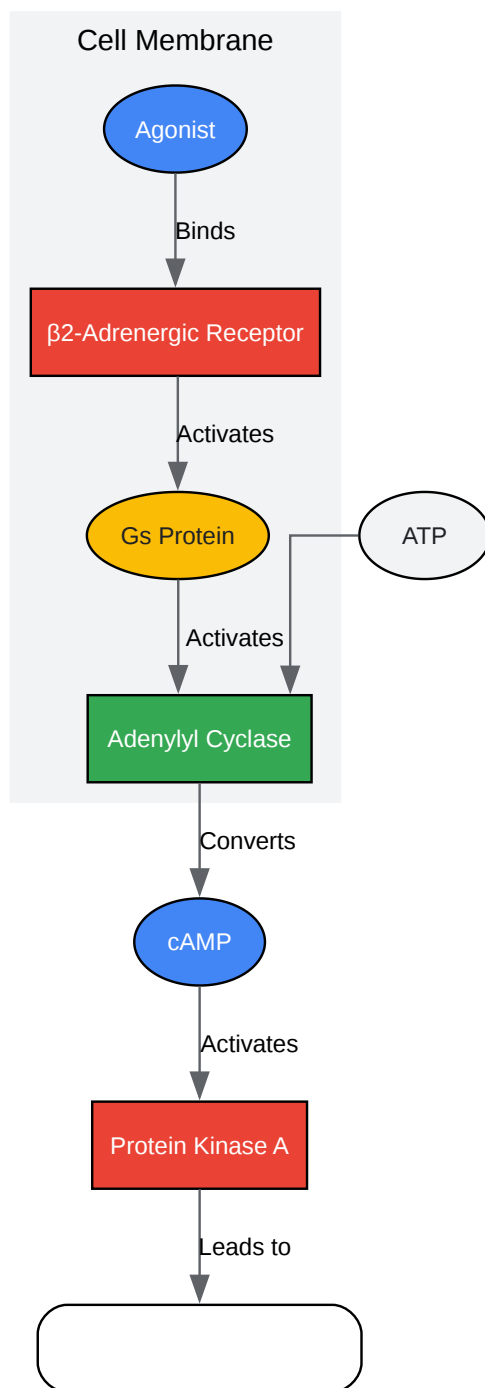 Cell Membrane
Agonist
Binds
β2-Adrenergic Receptor
Activates
Gs Protein
ATP
Activates
Adenylyl Cyclase
Converts
cAMP
Activates
Protein Kinase A
Leads to